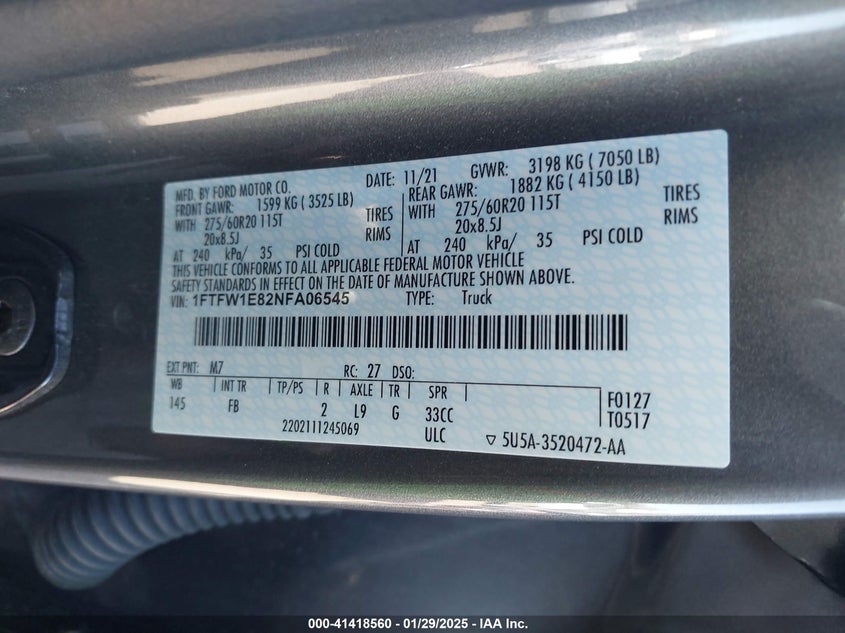 MFD. BY FORD MOTOR CO.
DATE: 11/21 GVWR: 3198 KG ( 7050 LB)
FRONT GAWR: 1599 KG ( 3525 LB)
REAR GAWR: 1882 KG ( 4150 LB)
WITH 275/60R20 115T TIRES
WITH 275/60R20 115T TIRES
20x8.5J RIMS
20x8.5J RIMS
AT 240 kPa/ 35 PSI COLD
AT 240 kPa/ 35 PSI COLD
THIS VEHICLE CONFORMS TO ALL APPLICABLE FEDERAL MOTOR VEHICLE
SAFETY STANDARDS IN EFFECT ON THE DATE OF MANUFACTURE SHOWN ABOVE.
VIN: 1FTFW1E82NFA06545 TYPE: Truck
EXT PNT: M7 RC: 27 DSO:
WB INT TR TP/PS R AXLE TR SPR
145 FB 2 L9 G 33CC
F0127
T0517
2202111245069 ULC ▽ 5U5A-3520472-AA
000-41418560 - 01/29/2025 - IAA Inc.